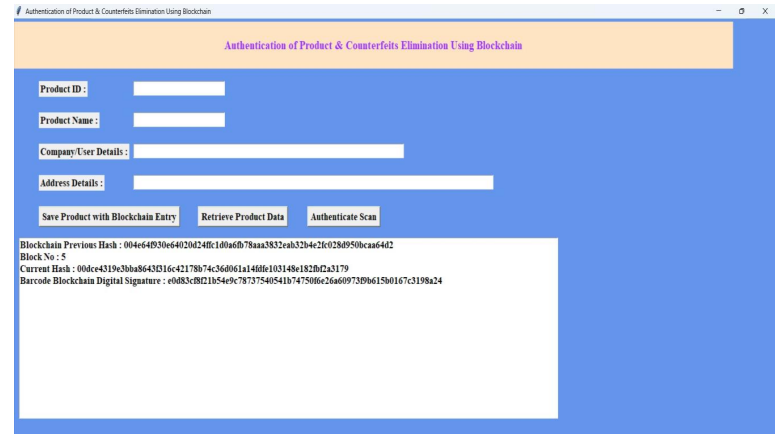 Authentication of Product & Counterfeits Elimination Using Blockchain
Authentication of Product & Counterfeits Elimination Using Blockchain
Product ID :
Product Name :
Company/User Details :
Address Details :
Save Product with Blockchain Entry Retrieve Product Data Authenticate Scan
Blockchain Previous Hash : 004e64f930e64020d24ffc1d0a6fb78aaa3832eab32b4e2fc028d950bcaa64d2
Block No : 5
Current Hash : 00dce4319e3bba8643f316c42178b74c36d061a14fdfe103148e182fbf2a3179
Barcode Blockchain Digital Signature : e0d83cf8f21b54e9c78737540541b74750f6e26a60973f9b615b0167c3198a24